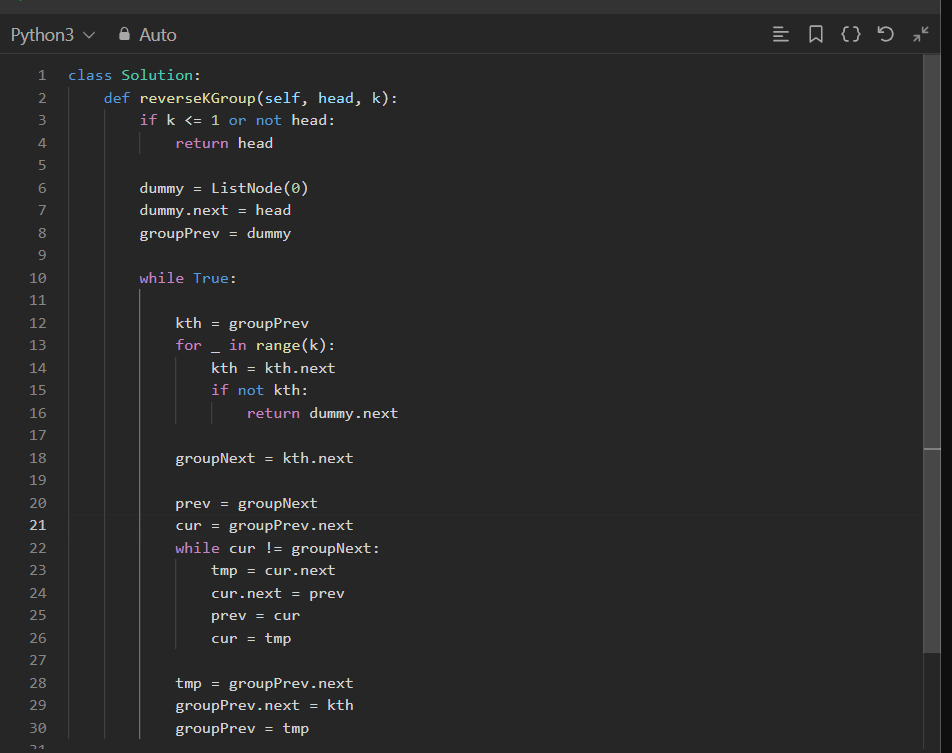 Python3 Auto
1 class Solution:
2     def reverseKGroup(self, head, k):
3         if k <= 1 or not head:
4             return head
5
6         dummy = ListNode(0)
7         dummy.next = head
8         groupPrev = dummy
9
10         while True:
11
12             kth = groupPrev
13             for _ in range(k):
14                 kth = kth.next
15                 if not kth:
16                     return dummy.next
17
18             groupNext = kth.next
19
20             prev = groupNext
21             cur = groupPrev.next
22             while cur != groupNext:
23                 tmp = cur.next
24                 cur.next = prev
25                 prev = cur
26                 cur = tmp
27
28             tmp = groupPrev.next
29             groupPrev.next = kth
30             groupPrev = tmp
31